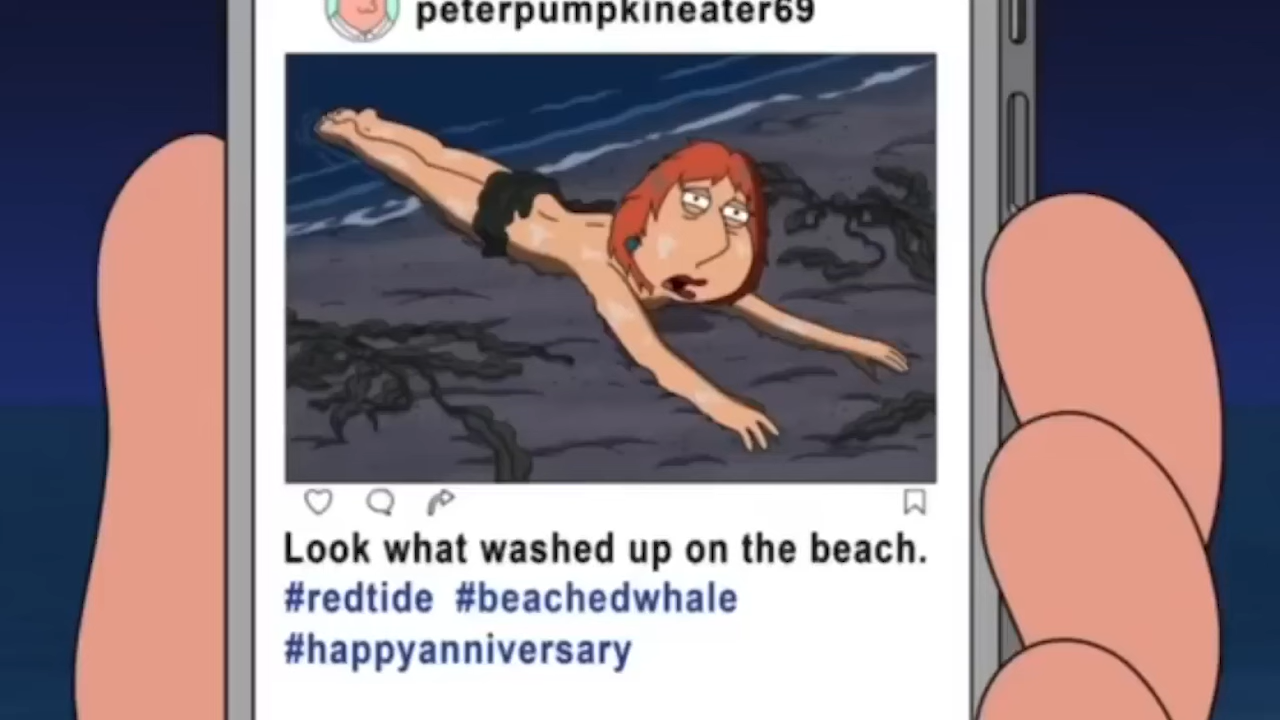 peterpumpkineater69
Look what washed up on the beach.
#redtide #beachedwhale
#happyanniversary